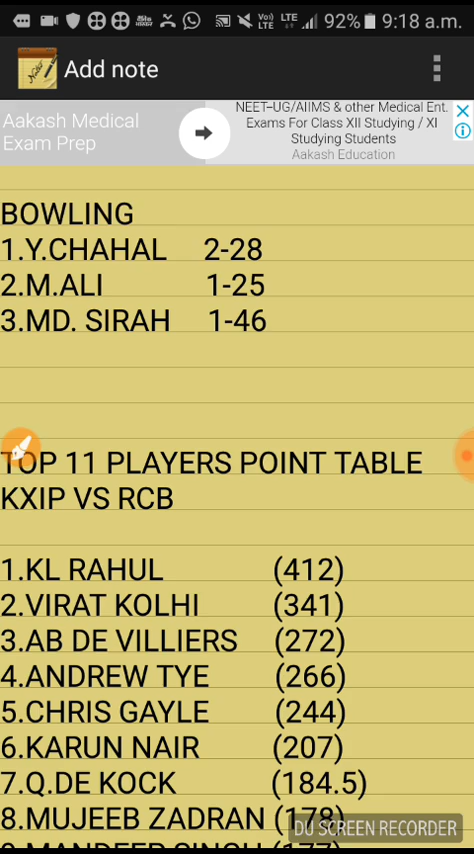 92% 9:18 a.m.
Add note
Aakash Medical
Exam Prep
NEET–UG/AIIMS & other Medical Ent.
Exams For Class XII Studying / XI
Studying Students
Aakash Education
BOWLING
1.Y.CHAHAL 2-28
2.M.ALI 1-25
3.MD. SIRAH 1-46
TOP 11 PLAYERS POINT TABLE
KXIP VS RCB
1.KL RAHUL (412)
2.VIRAT KOLHI (341)
3.AB DE VILLIERS (272)
4.ANDREW TYE (266)
5.CHRIS GAYLE (244)
6.KARUN NAIR (207)
7.Q.DE KOCK (184.5)
8.MUJEEB ZADRAN (178)
DU SCREEN RECORDER
9.MANDEEP SINGH (177)